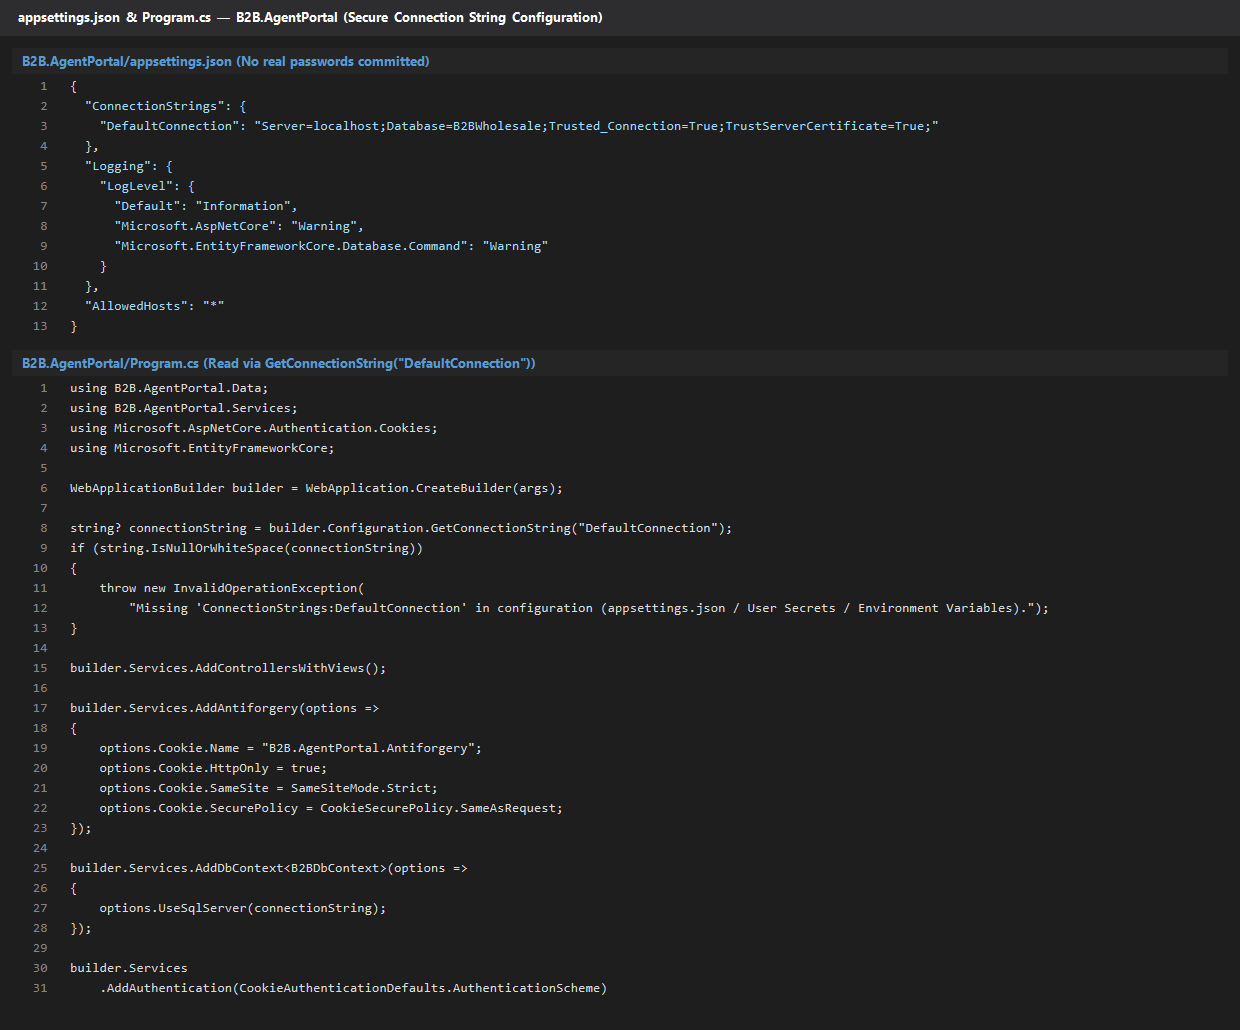 appsettings.json & Program.cs — B2B.AgentPortal (Secure Connection String Configuration)
B2B.AgentPortal/appsettings.json (No real passwords committed)
1 {
2   "ConnectionStrings": {
3     "DefaultConnection": "Server=localhost;Database=B2BWholesale;Trusted_Connection=True;TrustServerCertificate=True;"
4   },
5   "Logging": {
6     "LogLevel": {
7       "Default": "Information",
8       "Microsoft.AspNetCore": "Warning",
9       "Microsoft.EntityFrameworkCore.Database.Command": "Warning"
10     }
11   },
12   "AllowedHosts": "*"
13 }
B2B.AgentPortal/Program.cs (Read via GetConnectionString("DefaultConnection"))
1 using B2B.AgentPortal.Data;
2 using B2B.AgentPortal.Services;
3 using Microsoft.AspNetCore.Authentication.Cookies;
4 using Microsoft.EntityFrameworkCore;
5
6 WebApplicationBuilder builder = WebApplication.CreateBuilder(args);
7
8 string? connectionString = builder.Configuration.GetConnectionString("DefaultConnection");
9 if (string.IsNullOrWhiteSpace(connectionString))
10 {
11     throw new InvalidOperationException(
12         "Missing 'ConnectionStrings:DefaultConnection' in configuration (appsettings.json / User Secrets / Environment Variables).");
13 }
14
15 builder.Services.AddControllersWithViews();
16
17 builder.Services.AddAntiforgery(options =>
18 {
19     options.Cookie.Name = "B2B.AgentPortal.Antiforgery";
20     options.Cookie.HttpOnly = true;
21     options.Cookie.SameSite = SameSiteMode.Strict;
22     options.Cookie.SecurePolicy = CookieSecurePolicy.SameAsRequest;
23 });
24
25 builder.Services.AddDbContext<B2BDbContext>(options =>
26 {
27     options.UseSqlServer(connectionString);
28 });
29
30 builder.Services
31     .AddAuthentication(CookieAuthenticationDefaults.AuthenticationScheme)